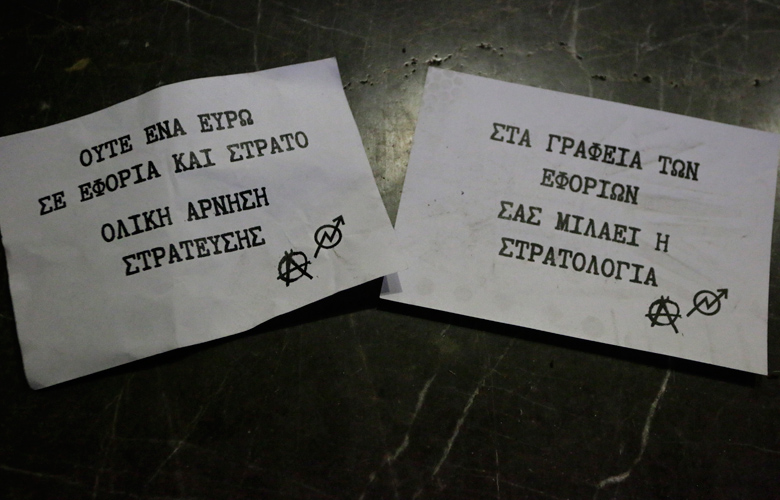 ΟΥΤΕ ΕΝΑ ΕΥΡΩ
ΣΕ ΕΦΟΡΙΑ ΚΑΙ ΣΤΡΑΤΟ
ΟΛΙΚΗ ΑΡΝΗΣΗ
ΣΤΡΑΤΕΥΣΗΣ
ΣΤΑ ΓΡΑΦΕΙΑ ΤΩΝ
ΕΦΟΡΙΩΝ
ΣΑΣ ΜΙΛΑΕΙ Η
ΣΤΡΑΤΟΛΟΓΙΑ